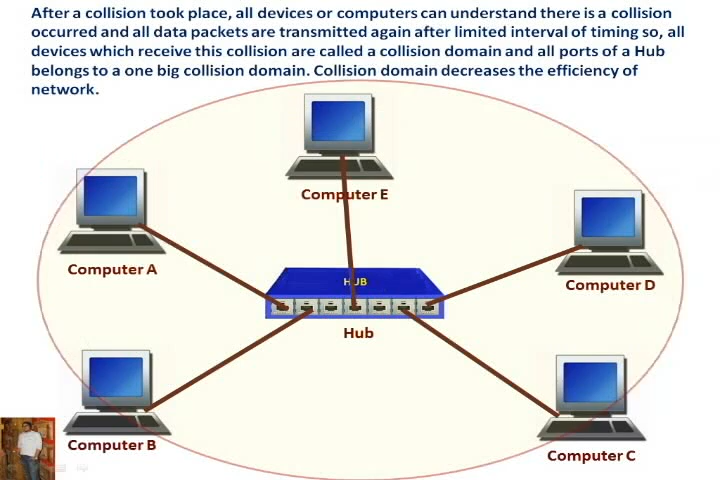 After a collision took place, all devices or computers can understand there is a collision
occurred and all data packets are transmitted again after limited interval of timing so, all
devices which receive this collision are called a collision domain and all ports of a Hub
belongs to a one big collision domain. Collision domain decreases the efficiency of
network.
Computer E
Computer A
HUB
Computer D
Hub
Computer B
Computer C